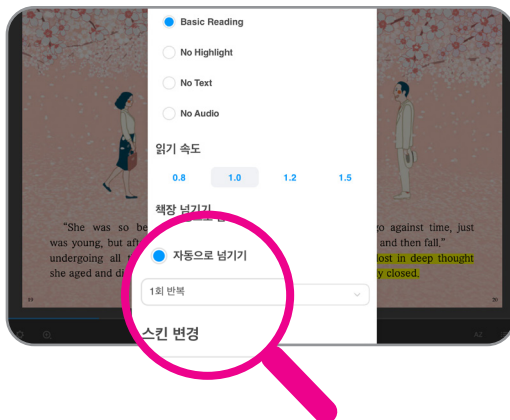 Basic Reading
No Highlight
No Text
No Audio
읽기 속도
0.8 1.0 1.2 1.5
책장 넘기기
자동으로 넘기기
1회 반복
스킨 변경
"She was so be
was young, but aft
undergoing all t
she aged and di
go against time, just
and then fall."
lost in deep thought
y closed.
AZ